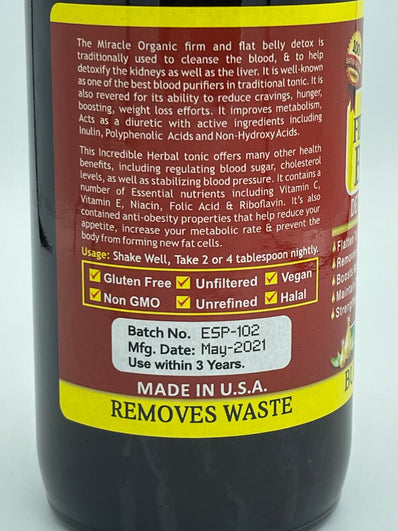 The Miracle Organic firm and flat belly detox is
traditionally used to cleanse the blood, & to help
detoxify the kidneys as well as the liver. It is well-known
as one of the best blood purifiers in traditional tonic. It is
also revered for its ability to reduce cravings, hunger,
boosting, weight loss efforts. It improves metabolism,
Acts as a diuretic with active ingredients including
Inulin, Polyphenolic Acids and Non-Hydroxy Acids.
This Incredible Herbal tonic offers many other health
benefits, including regulating blood sugar, cholesterol
levels, as well as stabilizing blood pressure. It contains a
number of Essential nutrients including Vitamin C,
Vitamin E, Niacin, Folic Acid & Riboflavin. It's also
contained anti-obesity properties that help reduce your
appetite, increase your metabolic rate & prevent the
body from forming new fat cells.
Usage: Shake Well, Take 2 or 4 tablespoon nightly.
Gluten Free Unfiltered Vegan
Non GMO Unrefined Halal
Batch No. ESP-102
Mfg. Date: May-2021
Use within 3 Years.
MADE IN U.S.A.
REMOVES WASTE